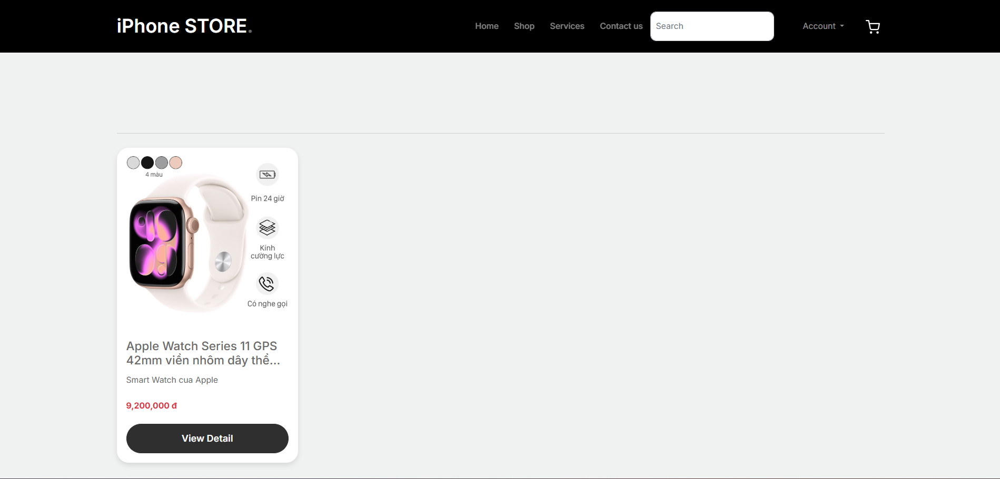 iPhone STORE.
Home
Shop
Services
Contact us
Search
Account
4 màu
Pin 24 giờ
Kính
cường lực
Có nghe gọi
Apple Watch Series 11 GPS
42mm viền nhôm dây thể...
Smart Watch cua Apple
9,200,000 đ
View Detail